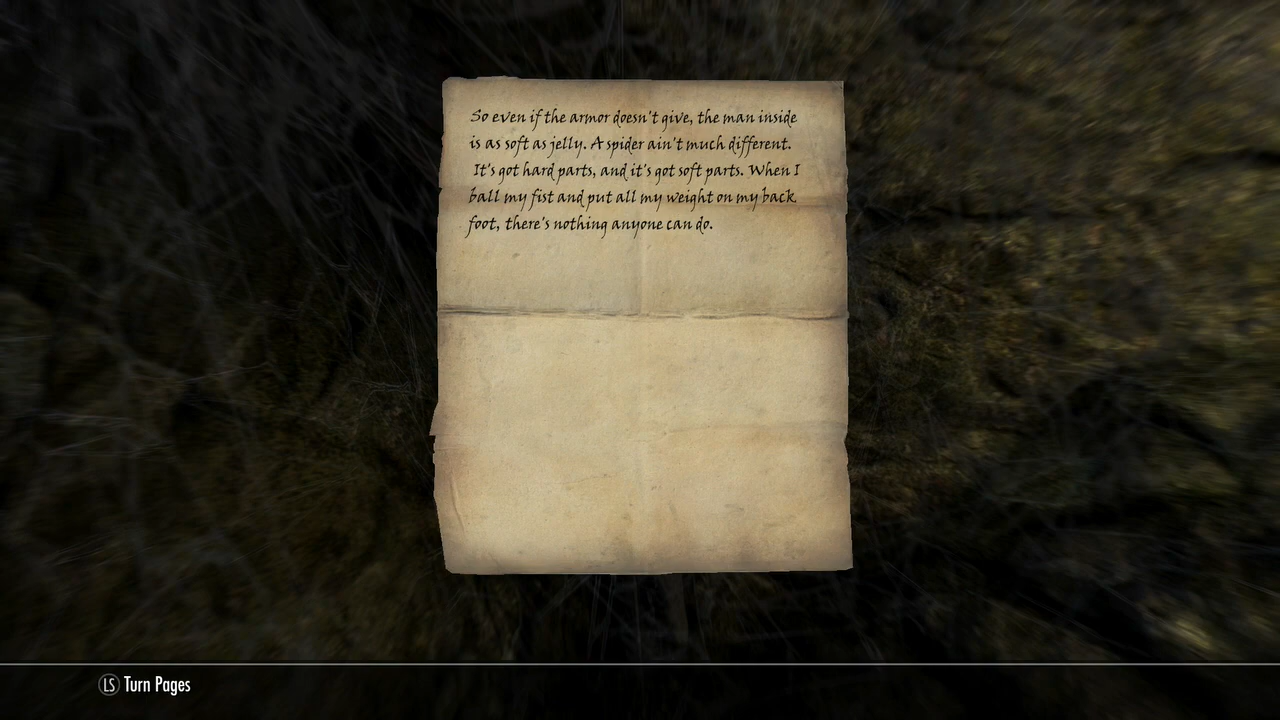 So even if the armor doesn't give, the man inside
is as soft as jelly. A spider ain't much different.
It's got hard parts, and it's got soft parts. When I
ball my fist and put all my weight on my back
foot, there's nothing anyone can do.
LS Turn Pages